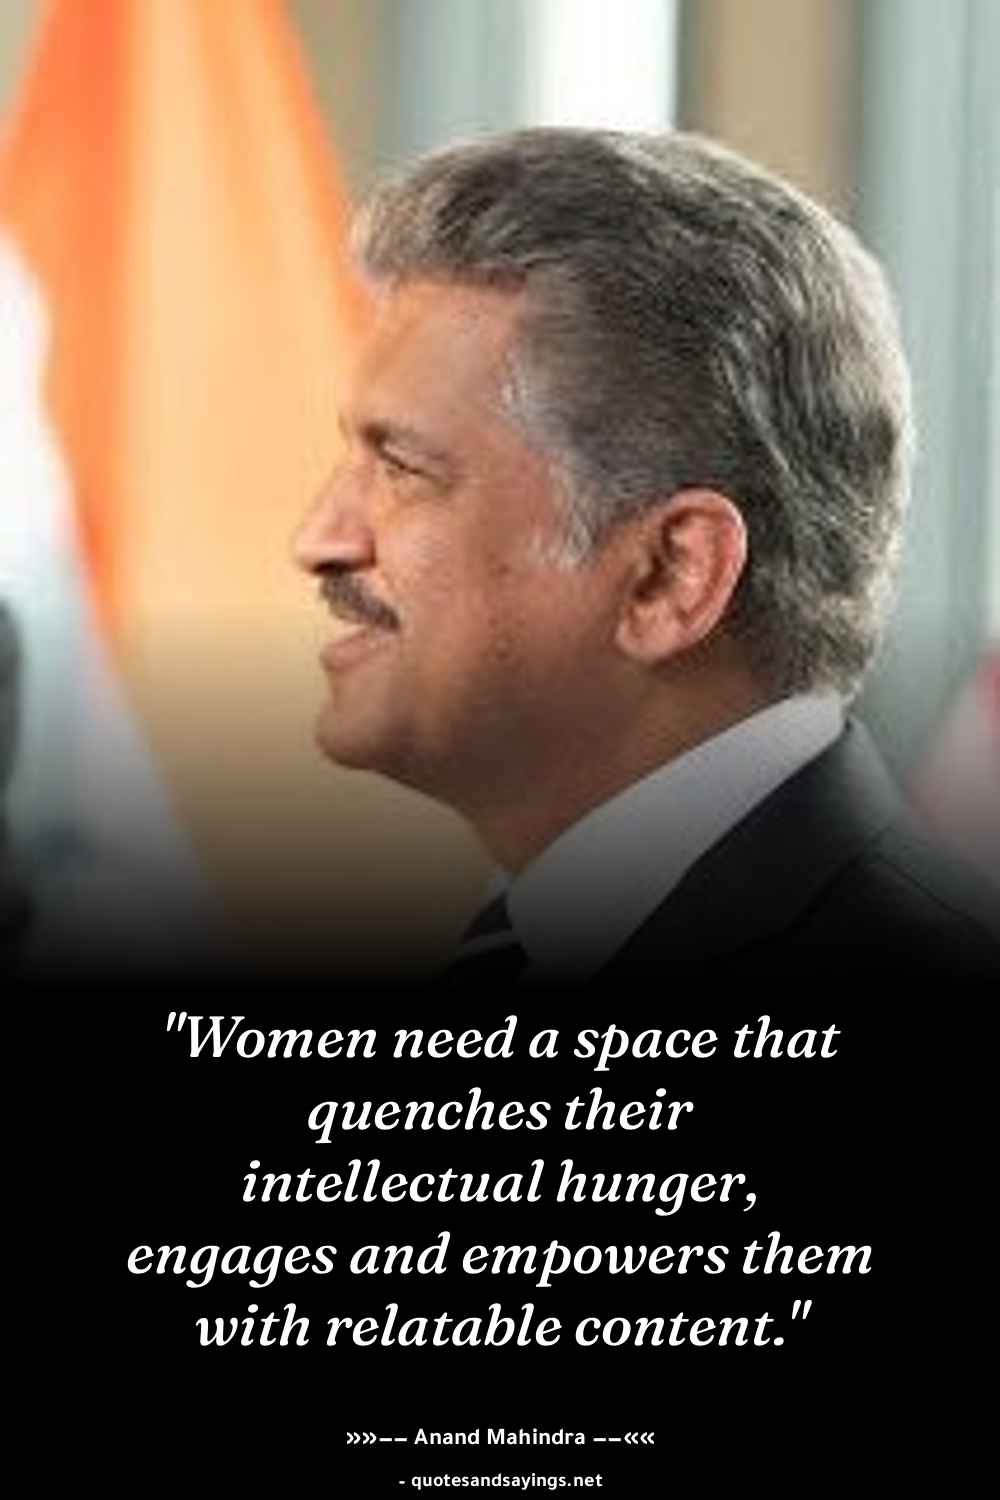 "Women need a space that
quenches their
intellectual hunger,
engages and empowers them
with relatable content."
»»–– Anand Mahindra ––««
- quotesandsayings.net